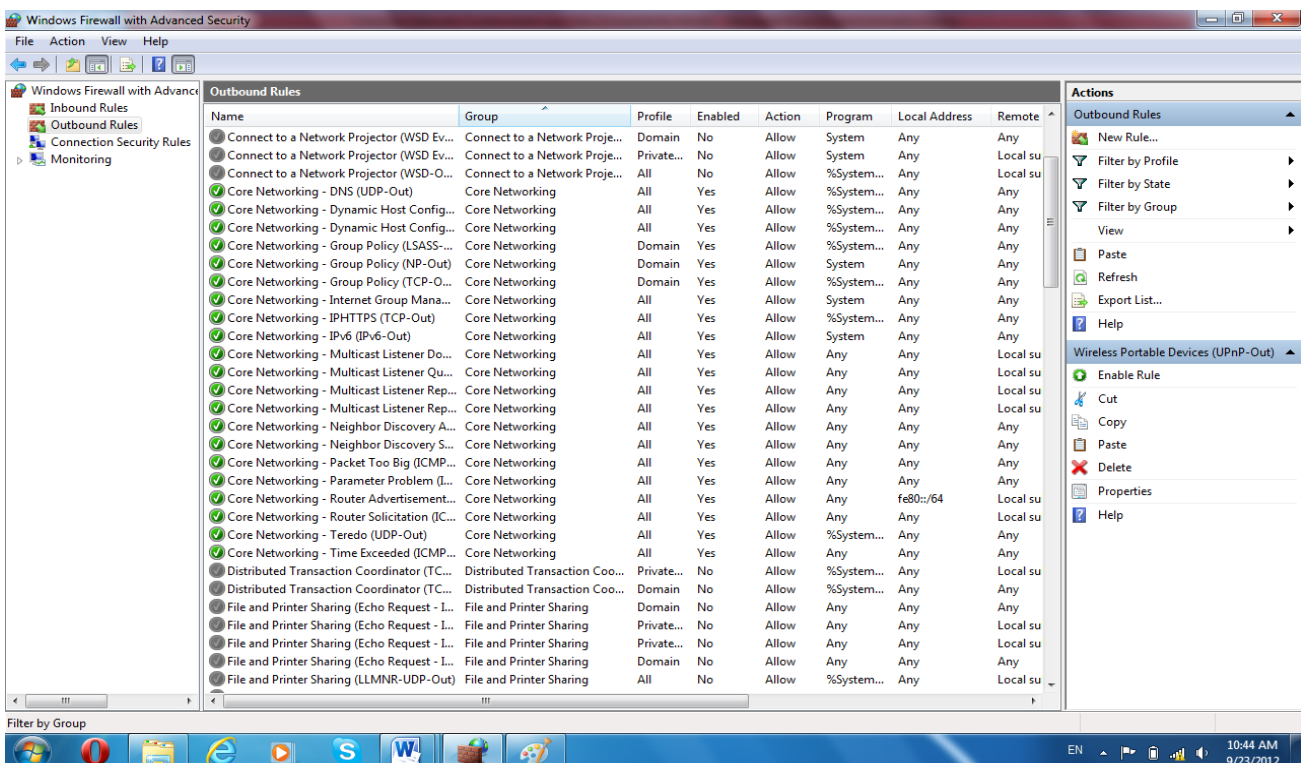 Windows Firewall with Advanced Security
File Action View Help
Windows Firewall with Advance
Inbound Rules
Outbound Rules
Connection Security Rules
Monitoring
Outbound Rules
Name Group Profile Enabled Action Program Local Address Remote
Connect to a Network Projector (WSD Ev... Connect to a Network Proje... Domain No Allow System Any Any
Connect to a Network Projector (WSD Ev... Connect to a Network Proje... Private... No Allow System Any Local su
Connect to a Network Projector (WSD-O... Connect to a Network Proje... All No Allow %System... Any Local su
Core Networking - DNS (UDP-Out) Core Networking All Yes Allow %System... Any Any
Core Networking - Dynamic Host Config... Core Networking All Yes Allow %System... Any Any
Core Networking - Dynamic Host Config... Core Networking All Yes Allow %System... Any Any
Core Networking - Group Policy (LSASS-... Core Networking Domain Yes Allow %System... Any Any
Core Networking - Group Policy (NP-Out) Core Networking Domain Yes Allow System Any Any
Core Networking - Group Policy (TCP-O... Core Networking Domain Yes Allow %System... Any Any
Core Networking - Internet Group Mana... Core Networking All Yes Allow System Any Any
Core Networking - IPHTTPS (TCP-Out) Core Networking All Yes Allow %System... Any Any
Core Networking - IPv6 (IPv6-Out) Core Networking All Yes Allow System Any Any
Core Networking - Multicast Listener Do... Core Networking All Yes Allow Any Any Local su
Core Networking - Multicast Listener Qu... Core Networking All Yes Allow Any Any Local su
Core Networking - Multicast Listener Rep... Core Networking All Yes Allow Any Any Local su
Core Networking - Multicast Listener Rep... Core Networking All Yes Allow Any Any Local su
Core Networking - Neighbor Discovery A... Core Networking All Yes Allow Any Any Any
Core Networking - Neighbor Discovery S... Core Networking All Yes Allow Any Any Any
Core Networking - Packet Too Big (ICMP... Core Networking All Yes Allow Any Any Any
Core Networking - Parameter Problem (I... Core Networking All Yes Allow Any Any Any
Core Networking - Router Advertisement... Core Networking All Yes Allow Any fe80::/64 Local su
Core Networking - Router Solicitation (IC... Core Networking All Yes Allow Any Any Local su
Core Networking - Teredo (UDP-Out) Core Networking All Yes Allow %System... Any Any
Core Networking - Time Exceeded (ICMP... Core Networking All Yes Allow Any Any Any
Distributed Transaction Coordinator (TC... Distributed Transaction Coo... Private... No Allow %System... Any Local su
Distributed Transaction Coordinator (TC... Distributed Transaction Coo... Domain No Allow %System... Any Any
File and Printer Sharing (Echo Request - I... File and Printer Sharing Domain No Allow Any Any Any
File and Printer Sharing (Echo Request - I... File and Printer Sharing Private... No Allow Any Any Local su
File and Printer Sharing (Echo Request - I... File and Printer Sharing Private... No Allow Any Any Local su
File and Printer Sharing (Echo Request - I... File and Printer Sharing Domain No Allow Any Any Any
File and Printer Sharing (LLMNR-UDP-Out) File and Printer Sharing All No Allow %System... Any Local su
Actions
Outbound Rules
New Rule...
Filter by Profile
Filter by State
Filter by Group
View
Paste
Refresh
Export List...
Help
Wireless Portable Devices (UPnP-Out)
Enable Rule
Cut
Copy
Paste
Delete
Properties
Help
Filter by Group
EN 10:44 AM
9/23/2012